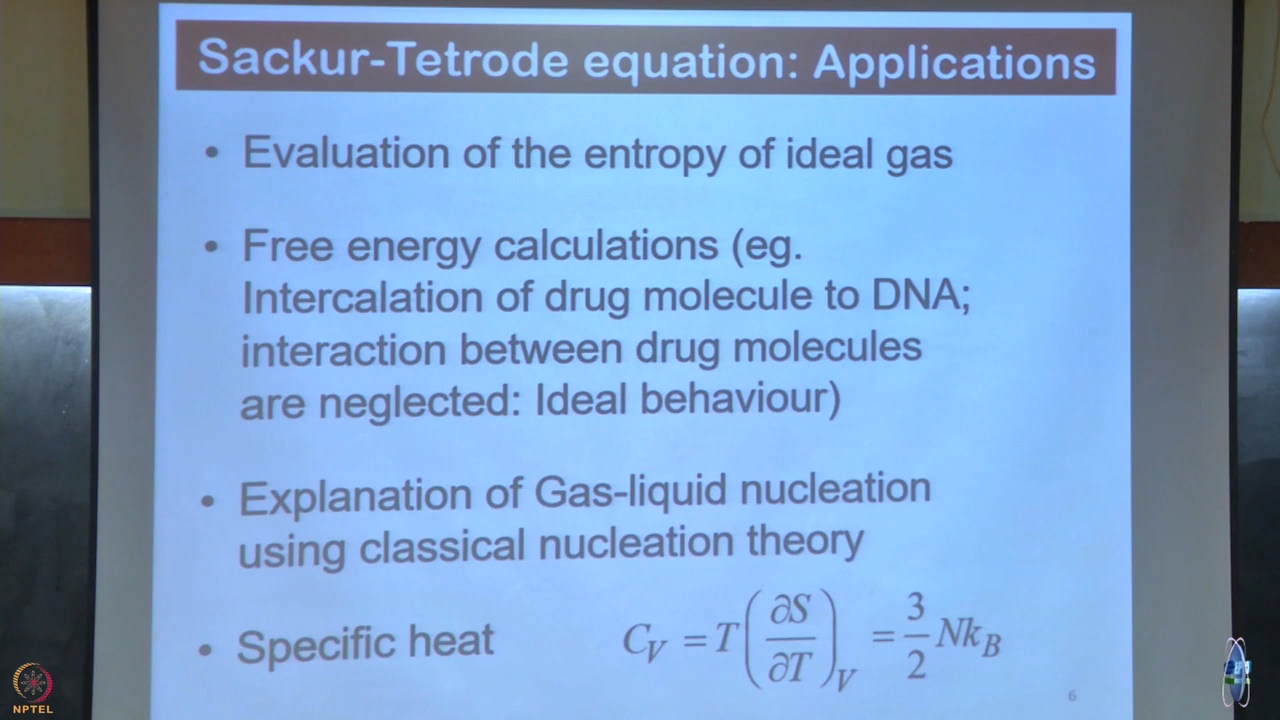 Sackur-Tetrode equation: Applications
• Evaluation of the entropy of ideal gas
• Free energy calculations (eg.
Intercalation of drug molecule to DNA;
interaction between drug molecules
are neglected: Ideal behaviour)
• Explanation of Gas-liquid nucleation
using classical nucleation theory
• Specific heat C_V = T(∂S/∂T)_V = 3/2 Nk_B
6
NPTEL